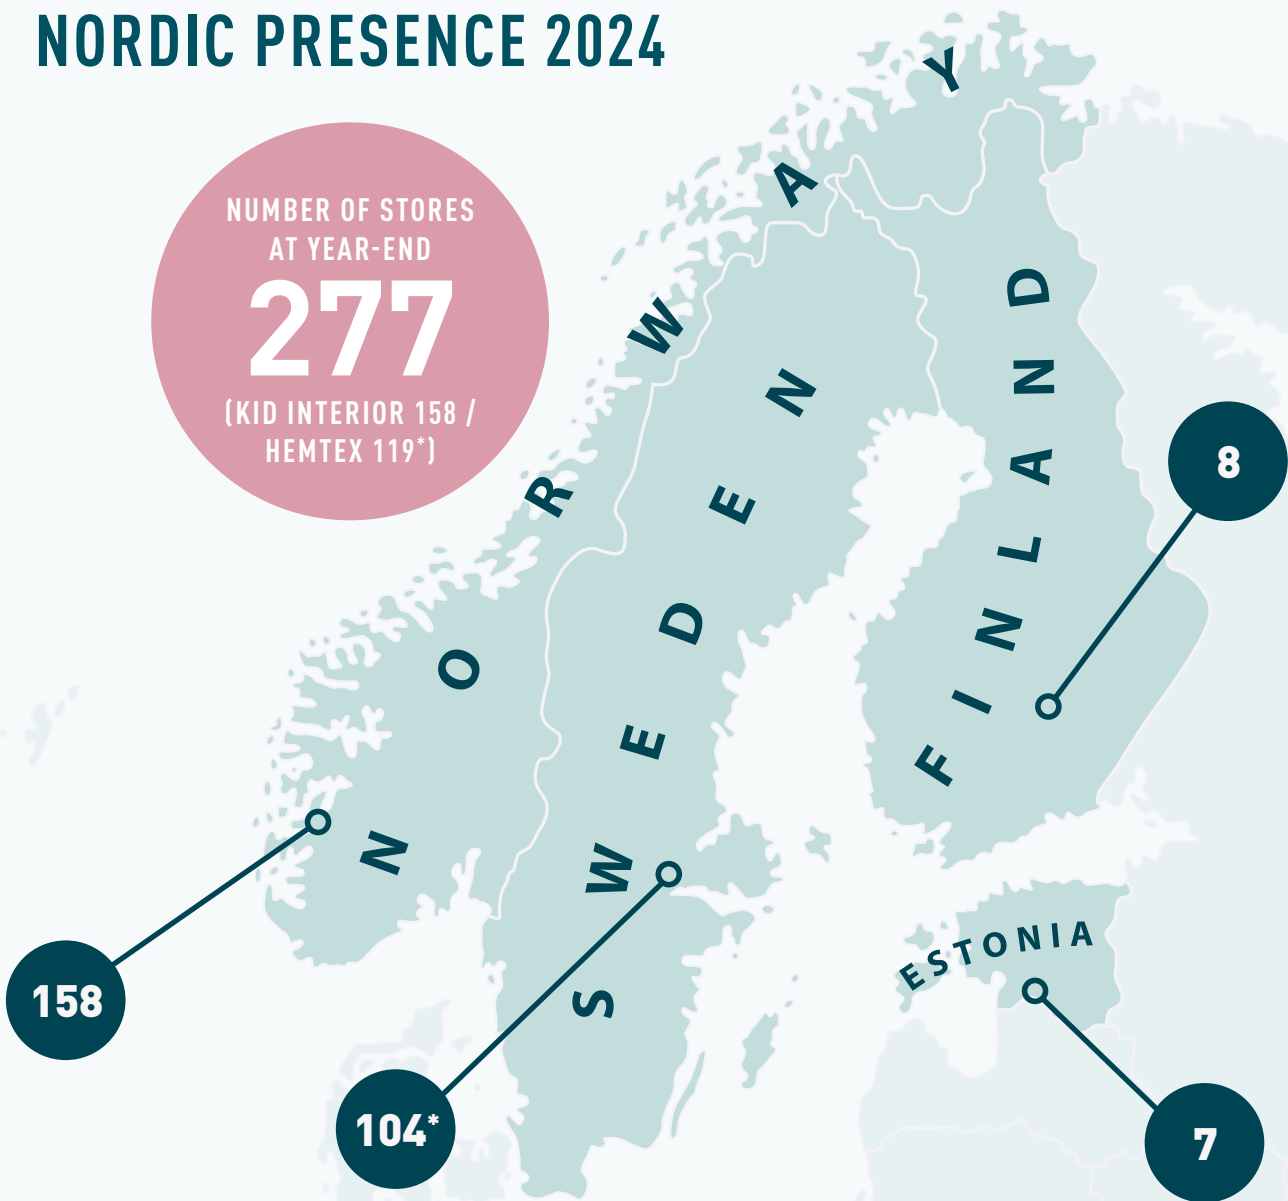 NORDIC PRESENCE 2024
NUMBER OF STORES
AT YEAR-END
277
(KID INTERIOR 158 /
HEMTEX 119*)
NORWAY
SWEDEN
FINLAND
ESTONIA
8
158
104*
7